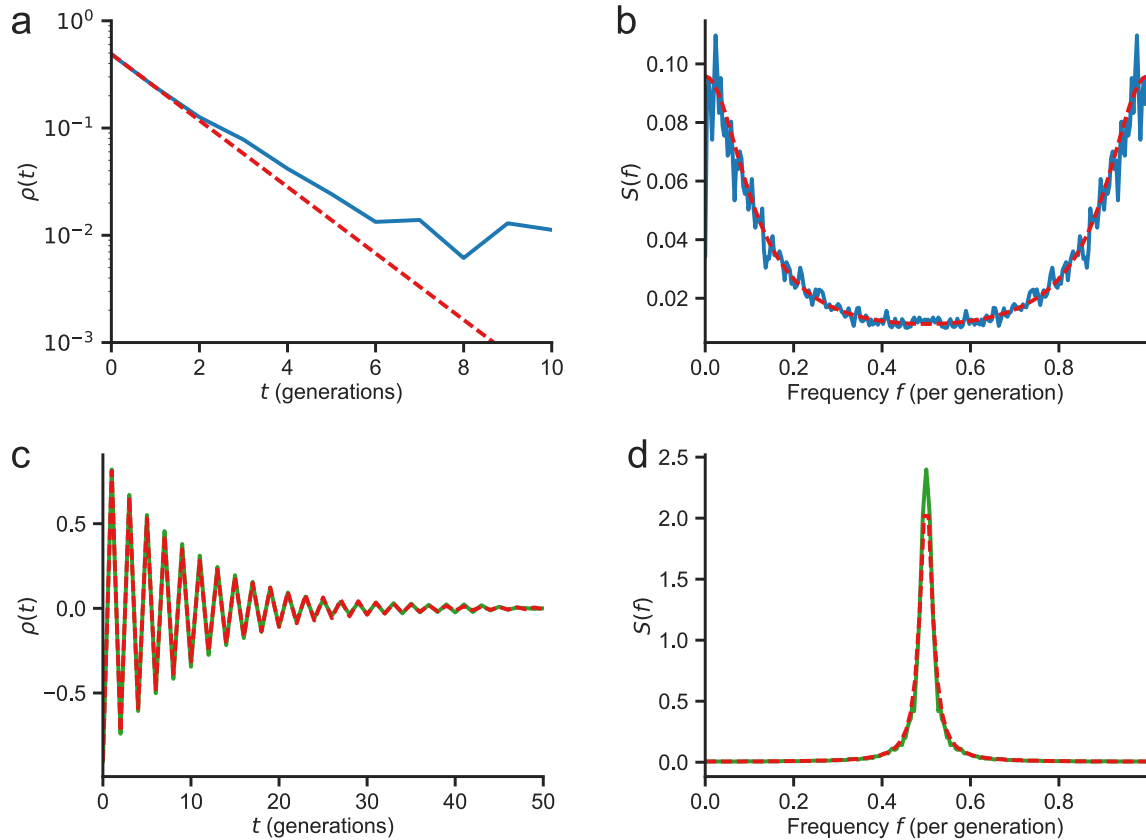 a
10⁰
10⁻¹
10⁻²
10⁻³
ρ(t)
0 2 4 6 8 10
t (generations)
b
0.10
0.08
0.06
0.04
0.02
S(f)
0.0 0.2 0.4 0.6 0.8
Frequency f (per generation)
c
0.5
0.0
−0.5
ρ(t)
0 10 20 30 40 50
t (generations)
d
2.5
2.0
1.5
1.0
0.5
0.0
S(f)
0.0 0.2 0.4 0.6 0.8
Frequency f (per generation)